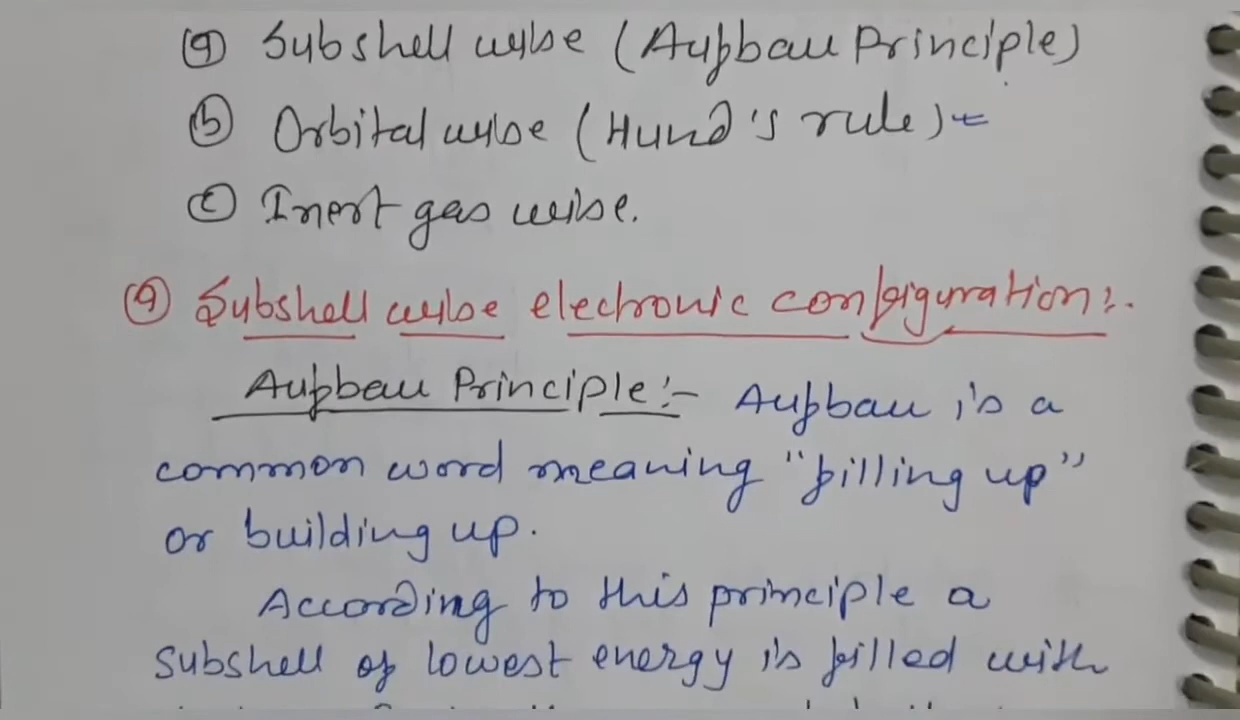 (a) Subshell wise (Aufbau Principle)
(b) Orbital wise (Hund's rule)
(c) Inert gas wise.
(a) Subshell wise electronic configuration:-
Aufbau Principle:- Aufbau is a
common word meaning "filling up"
or building up.
According to this principle a
subshell of lowest energy is filled with